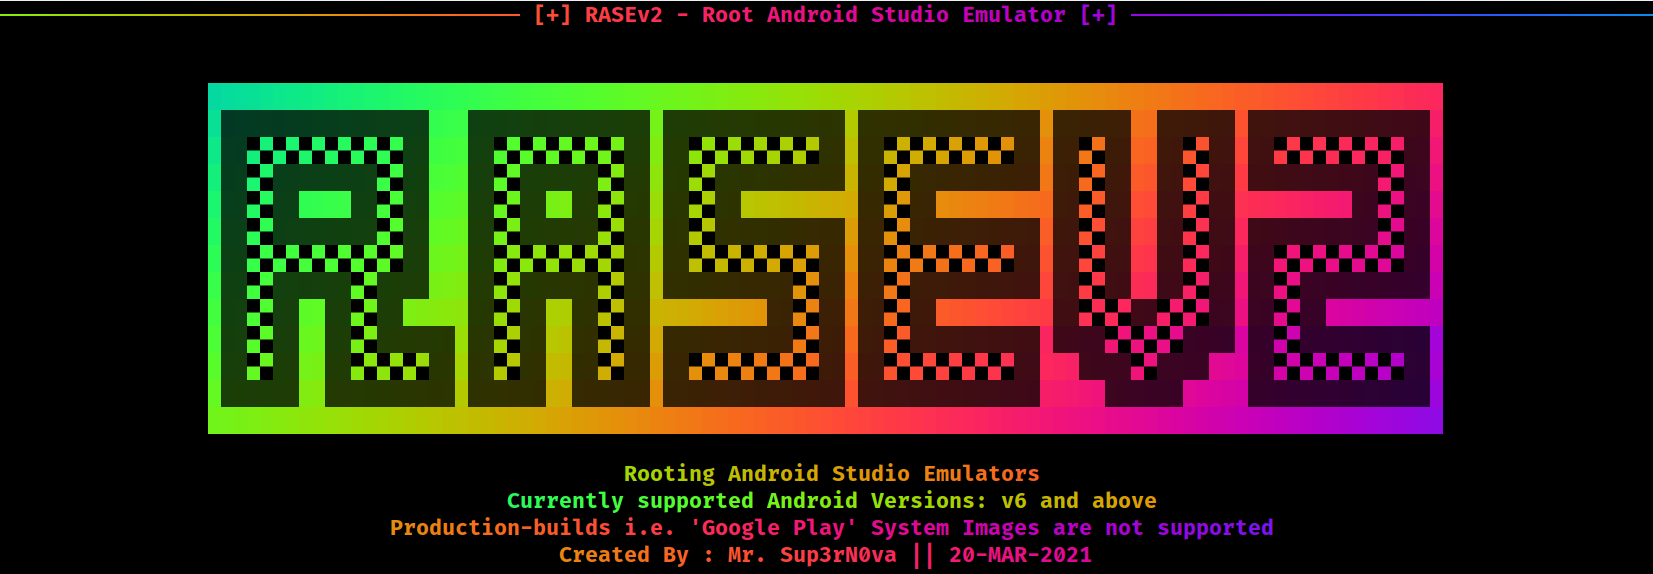 [+] RASEv2 - Root Android Studio Emulator [+]
RASEV2
Rooting Android Studio Emulators
Currently supported Android Versions: v6 and above
Production-builds i.e. 'Google Play' System Images are not supported
Created By : Mr. Sup3rN0va || 20-MAR-2021